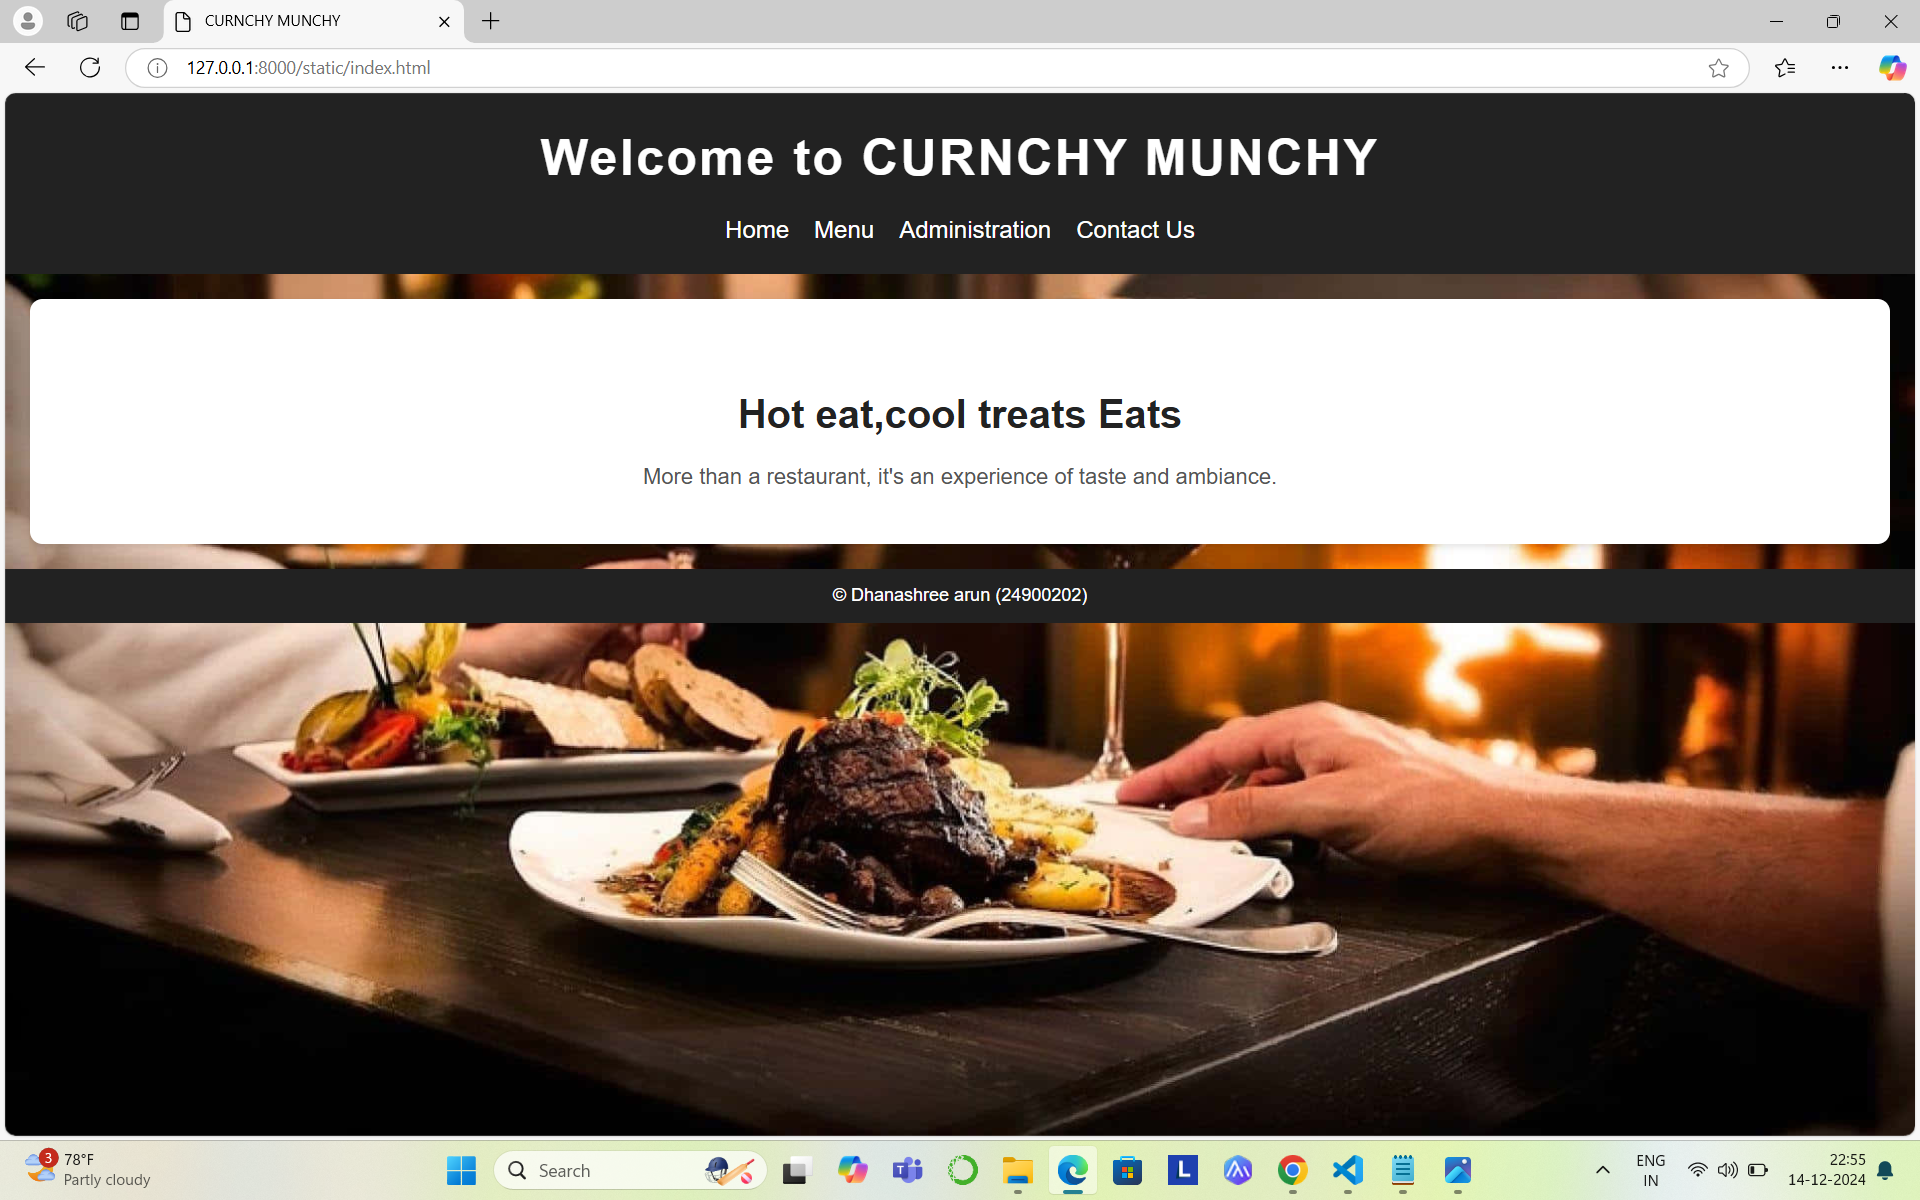 CURNCHY MUNCHY
127.0.0.1:8000/static/index.html
Welcome to CURNCHY MUNCHY
Home Menu Administration Contact Us
Hot eat,cool treats Eats
More than a restaurant, it's an experience of taste and ambiance.
© Dhanashree arun (24900202)
3
78°F
Partly cloudy
Search
L
ENG
IN
22:55
14-12-2024